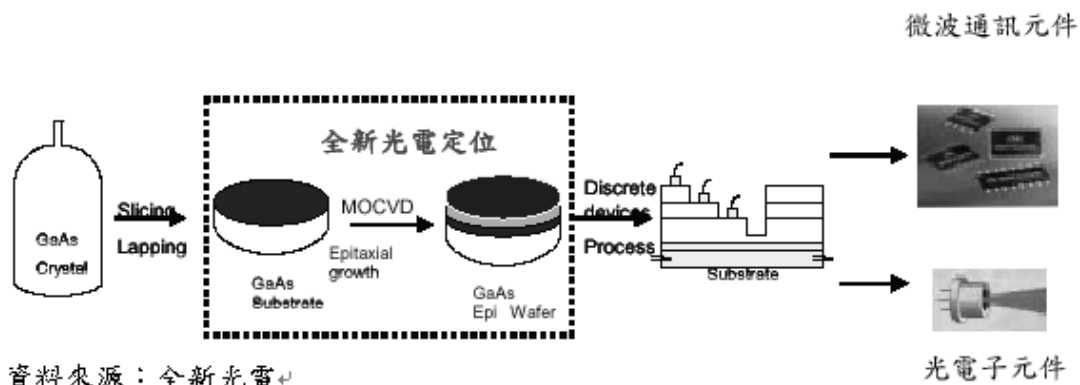 微波通訊元件
全新光電定位
GaAs
Crystal
Slicing
Lapping
MOCVD
Epitaxial
growth
GaAs
Substrate
GaAs
Epi Wafer
Discrete
devices
Process
Substrate
光電子元件
資料來源：全新光電